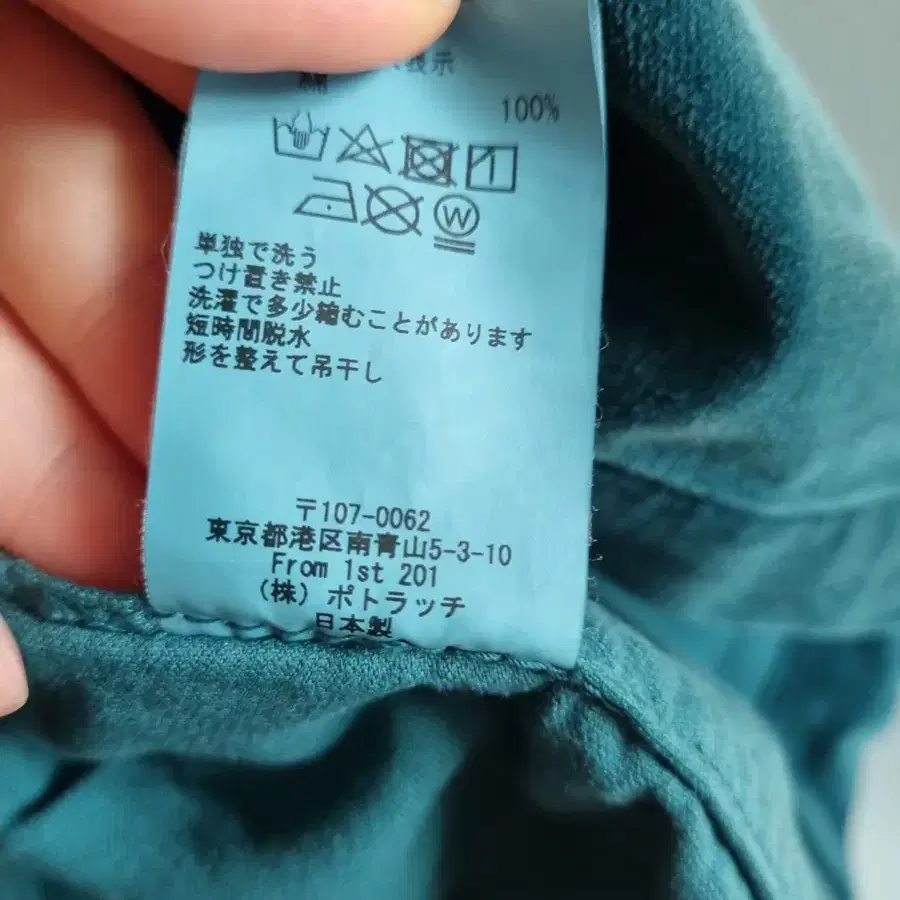 表示
綿
100%
W
単独で洗う
つけ置き禁止
洗濯で多少縮むことがあります
短時間脱水
形を整えて吊干し
〒107-0062
東京都港区南青山5-3-10
From 1st 201
(株) ポトラッチ
日本製